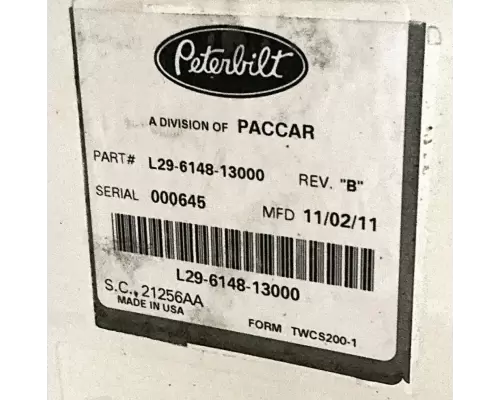 Peterbilt
A DIVISION OF PACCAR
PART# L29-6148-13000 REV. "B"
SERIAL 000645 MFD 11/02/11
L29-6148-13000
S.C., 21256AA
MADE IN USA
FORM TWCS200-1